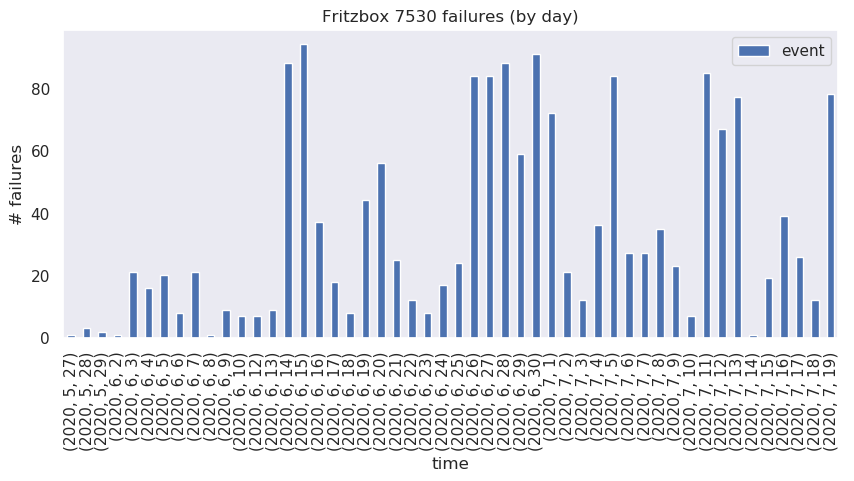 Fritzbox 7530 failures (by day)
event
# failures
80
60
40
20
0
(2020, 5, 27)
(2020, 5, 28)
(2020, 5, 29)
(2020, 6, 2)
(2020, 6, 3)
(2020, 6, 4)
(2020, 6, 5)
(2020, 6, 6)
(2020, 6, 7)
(2020, 6, 8)
(2020, 6, 9)
(2020, 6, 10)
(2020, 6, 12)
(2020, 6, 13)
(2020, 6, 14)
(2020, 6, 15)
(2020, 6, 16)
(2020, 6, 17)
(2020, 6, 18)
(2020, 6, 19)
(2020, 6, 20)
(2020, 6, 21)
(2020, 6, 22)
(2020, 6, 23)
(2020, 6, 24)
(2020, 6, 25)
(2020, 6, 26)
(2020, 6, 27)
(2020, 6, 28)
(2020, 6, 29)
(2020, 6, 30)
(2020, 7, 1)
(2020, 7, 2)
(2020, 7, 3)
(2020, 7, 4)
(2020, 7, 5)
(2020, 7, 6)
(2020, 7, 7)
(2020, 7, 8)
(2020, 7, 9)
(2020, 7, 10)
(2020, 7, 11)
(2020, 7, 12)
(2020, 7, 13)
(2020, 7, 14)
(2020, 7, 15)
(2020, 7, 16)
(2020, 7, 17)
(2020, 7, 18)
(2020, 7, 19)
time